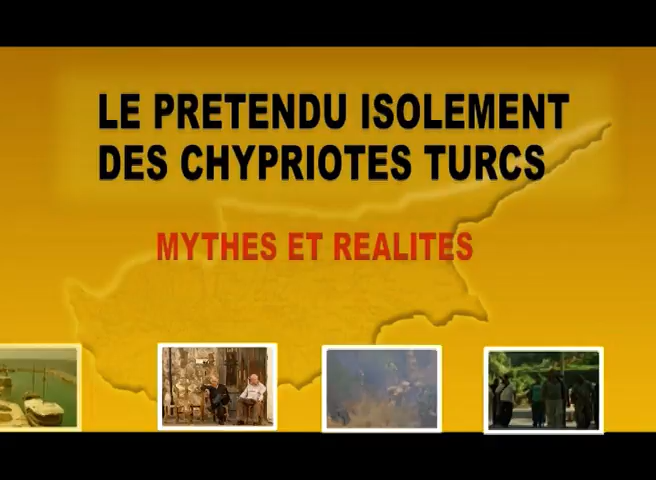 LE PRETENDU ISOLEMENT
DES CHYPRIOTES TURCS
MYTHES ET REALITES